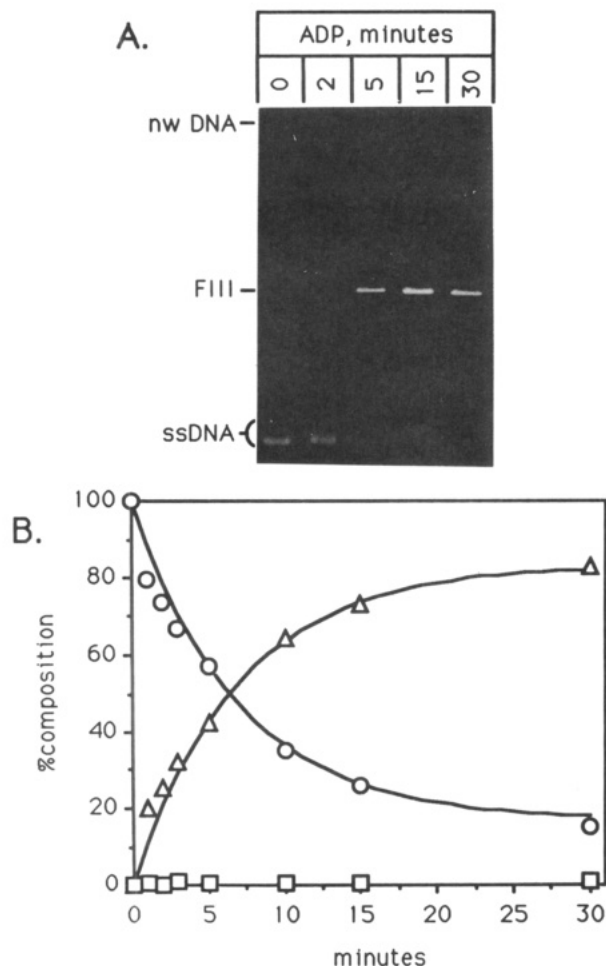 A.
ADP, minutes
0 2 5 15 30
nw DNA
FIII
ssDNA
B.
100
80
60
40
20
0
%composition
0 5 10 15 20 25 30
minutes